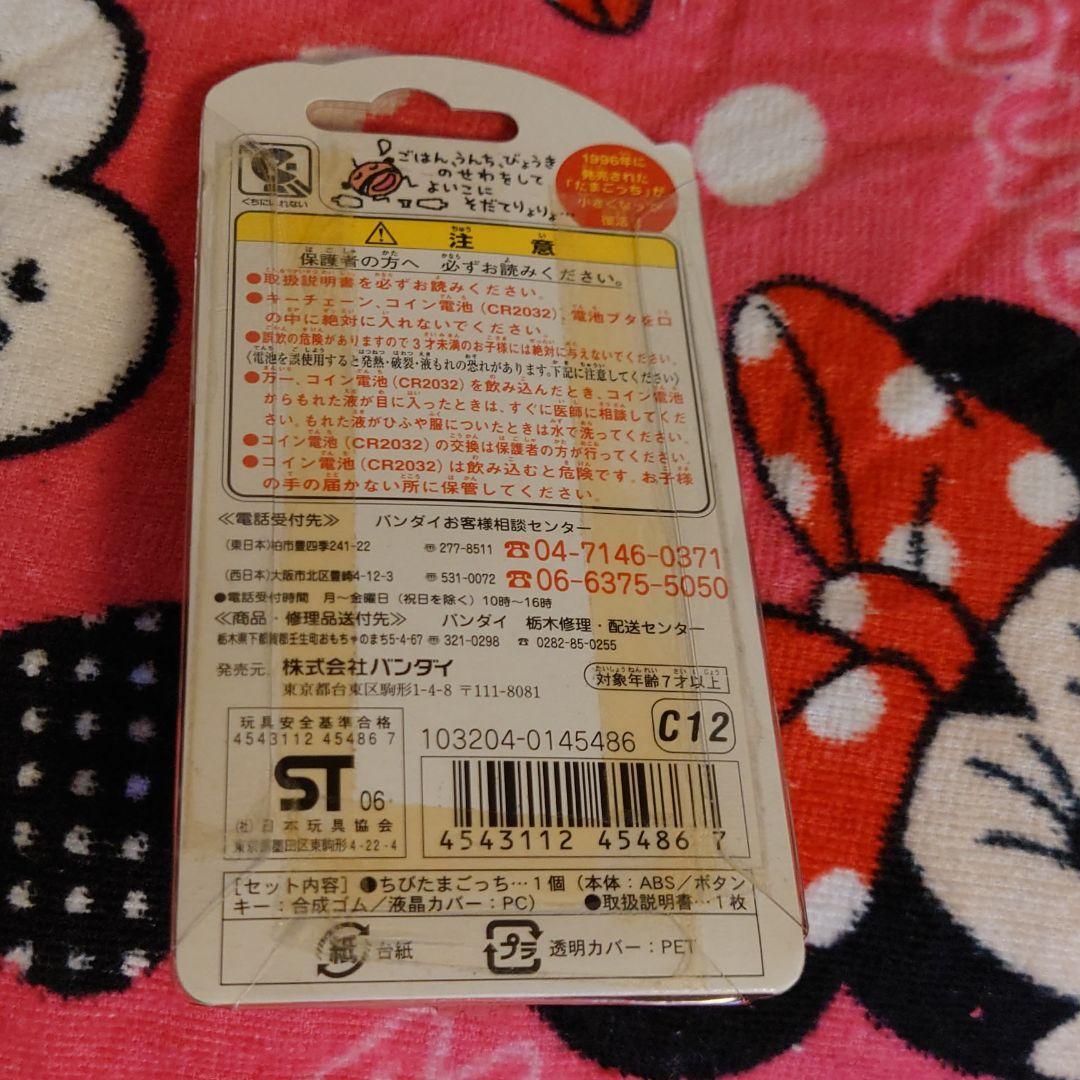 ごはん、うんち、びょうき
のせわをして
よいこに
そだてりょりょ…
くちにいれない
1996年に
発売された
「たまごっち」が
小さくなって
復活!
注意
保護者の方へ 必ずお読みください。
●取扱説明書を必ずお読みください。
●キーチェーン、コイン電池(CR2032)、電池ブタを口
の中に絶対に入れないでください。
●誤飲の危険がありますので3才未満のお子様には絶対に与えないでください。
〈電池を誤使用すると発熱・破裂・液もれの恐れがあります。下記に注意してください〉
●万一、コイン電池(CR2032)を飲み込んだとき、コイン電池
からもれた液が目に入ったときは、すぐに医師に相談してくだ
さい。もれた液がひふや服についたときは水で洗ってください。
●コイン電池(CR2032)の交換は保護者の方が行ってください。
●コイン電池(CR2032)は飲み込むと危険です。お子様
の手の届かない所に保管してください。
≪電話受付先≫ バンダイお客様相談センター
(東日本)柏市豊四季241-22 〠 277-8511 ☎04-7146-0371
(西日本)大阪市北区豊崎4-12-3 〠 531-0072 ☎06-6375-5050
●電話受付時間 月〜金曜日(祝日を除く)10時〜16時
≪商品・修理品送付先≫ バンダイ 栃木修理・配送センター
栃木県下都賀郡壬生町おもちゃのまち5-4-67 〠 321-0298 ☎ 0282-85-0255
発売元 株式会社バンダイ
東京都台東区駒形1-4-8 〒111-8081
対象年齢7才以上
玩具安全基準合格
4543112 45486 7
ST 06
(社)日本玩具協会
東京都墨田区東駒形4-22-4
103204-0145486
C12
4543112 454867
[セット内容]●ちびたまごっち…1個(本体:ABS/ボタン
キー:合成ゴム/液晶カバー:PC) ●取扱説明書…1枚
紙 台紙
プラ 透明カバー:PET